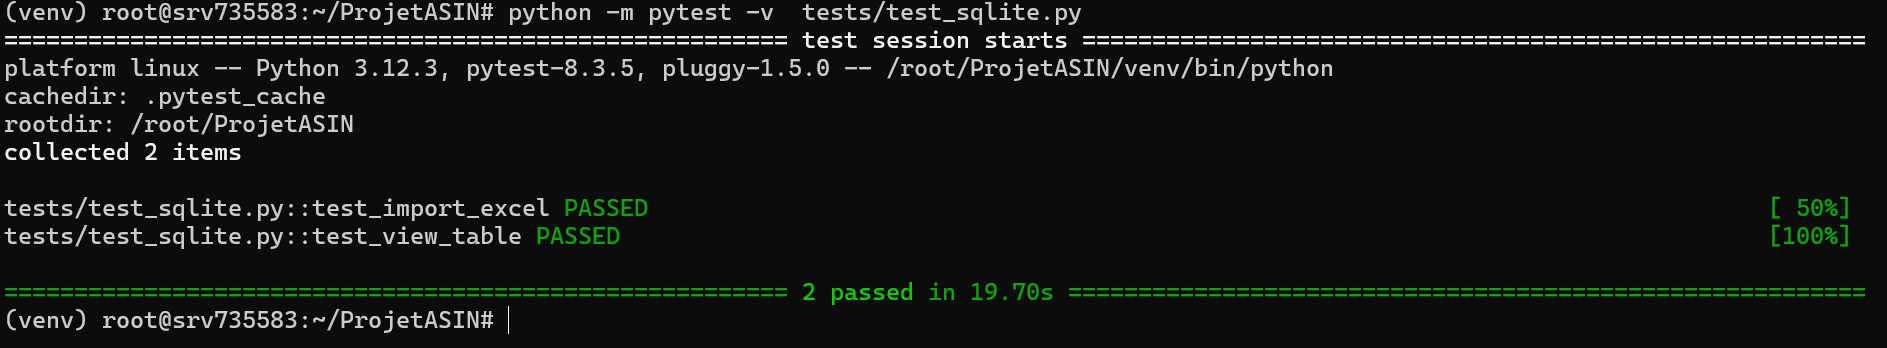 (venv) root@srv735583:~/ProjetASIN# python -m pytest -v  tests/test_sqlite.py
======================================================== test session starts ========================================================
platform linux -- Python 3.12.3, pytest-8.3.5, pluggy-1.5.0 -- /root/ProjetASIN/venv/bin/python
cachedir: .pytest_cache
rootdir: /root/ProjetASIN
collected 2 items
tests/test_sqlite.py::test_import_excel PASSED [ 50%]
tests/test_sqlite.py::test_view_table PASSED [100%]
======================================================== 2 passed in 19.70s =========================================================
(venv) root@srv735583:~/ProjetASIN#